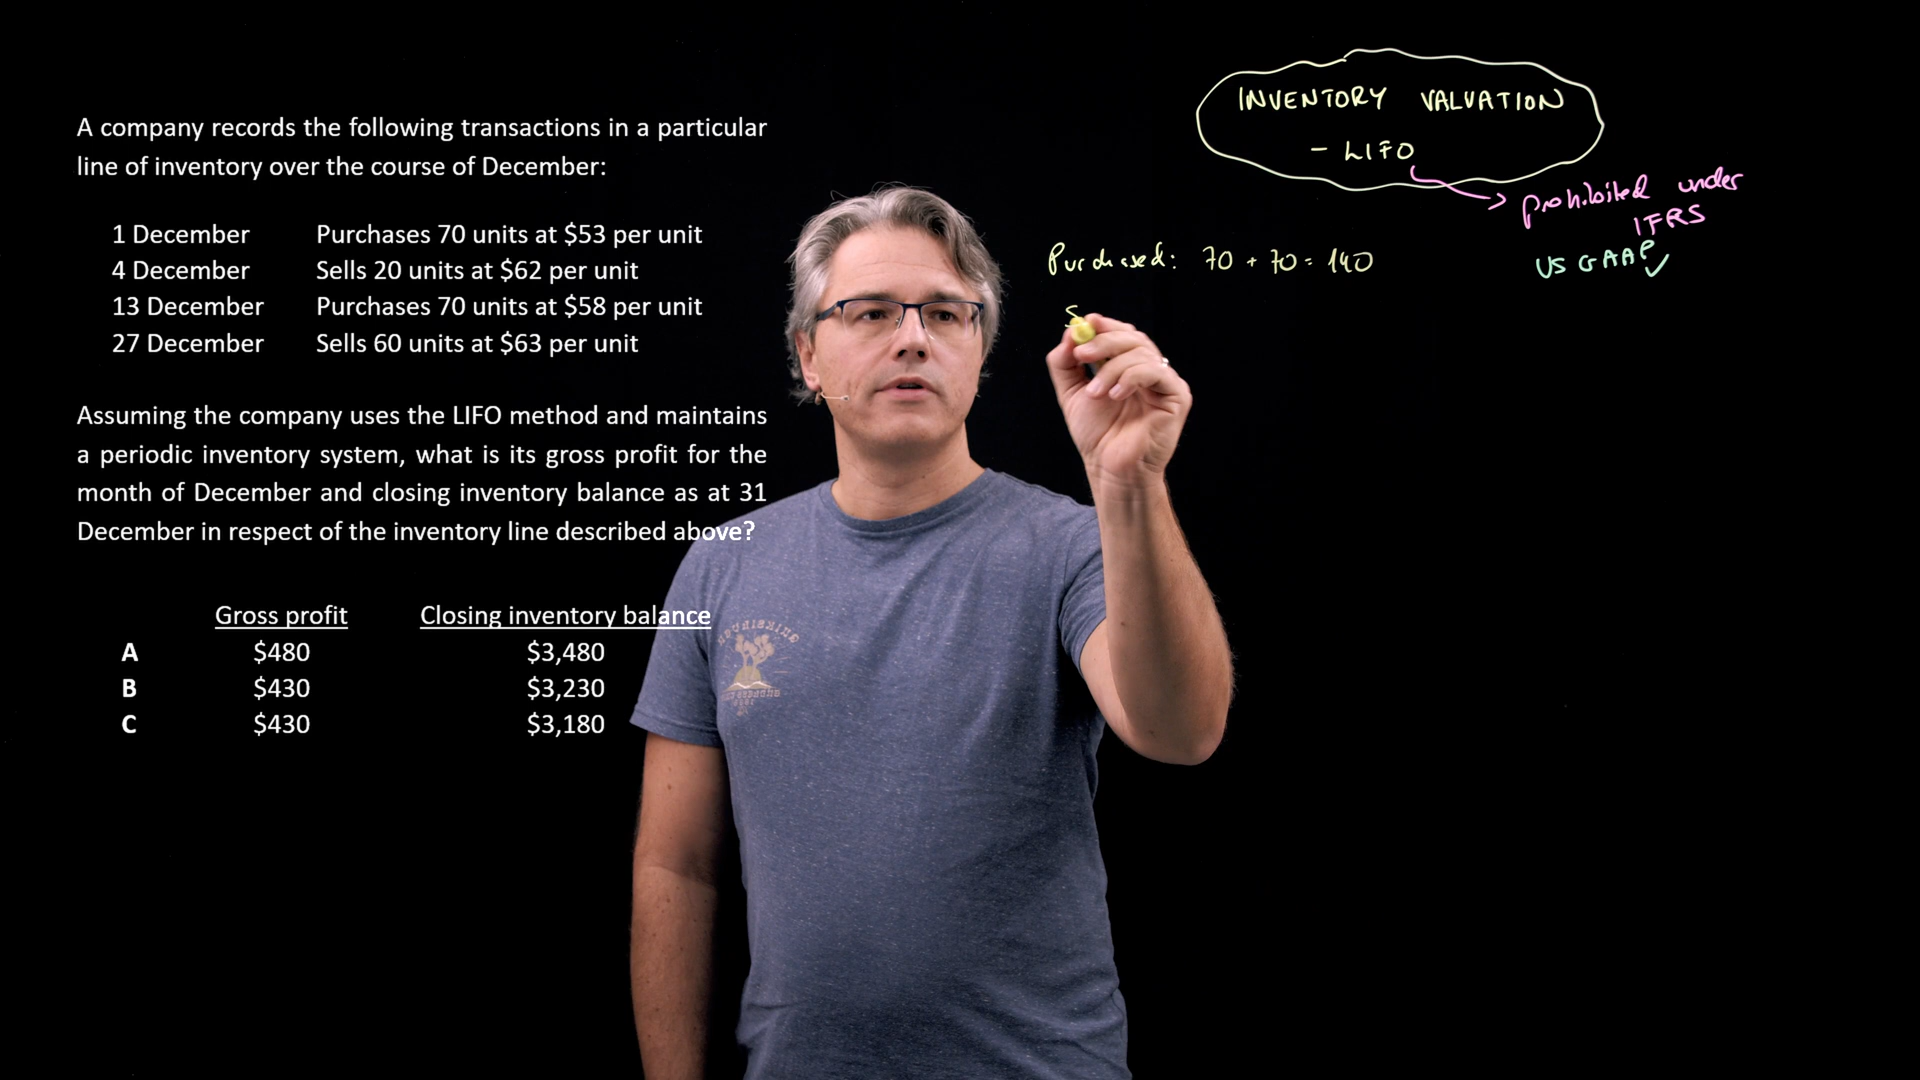 A company records the following transactions in a particular
line of inventory over the course of December:
1 December Purchases 70 units at $53 per unit
4 December Sells 20 units at $62 per unit
13 December Purchases 70 units at $58 per unit
27 December Sells 60 units at $63 per unit
Assuming the company uses the LIFO method and maintains
a periodic inventory system, what is its gross profit for the
month of December and closing inventory balance as at 31
December in respect of the inventory line described above?
Gross profit Closing inventory balance
A $480 $3,480
B $430 $3,230
C $430 $3,180
INVENTORY VALUATION
- LIFO
prohibited under
IFRS
US GAAP ✓
Purchased: 70 + 70 = 140
S